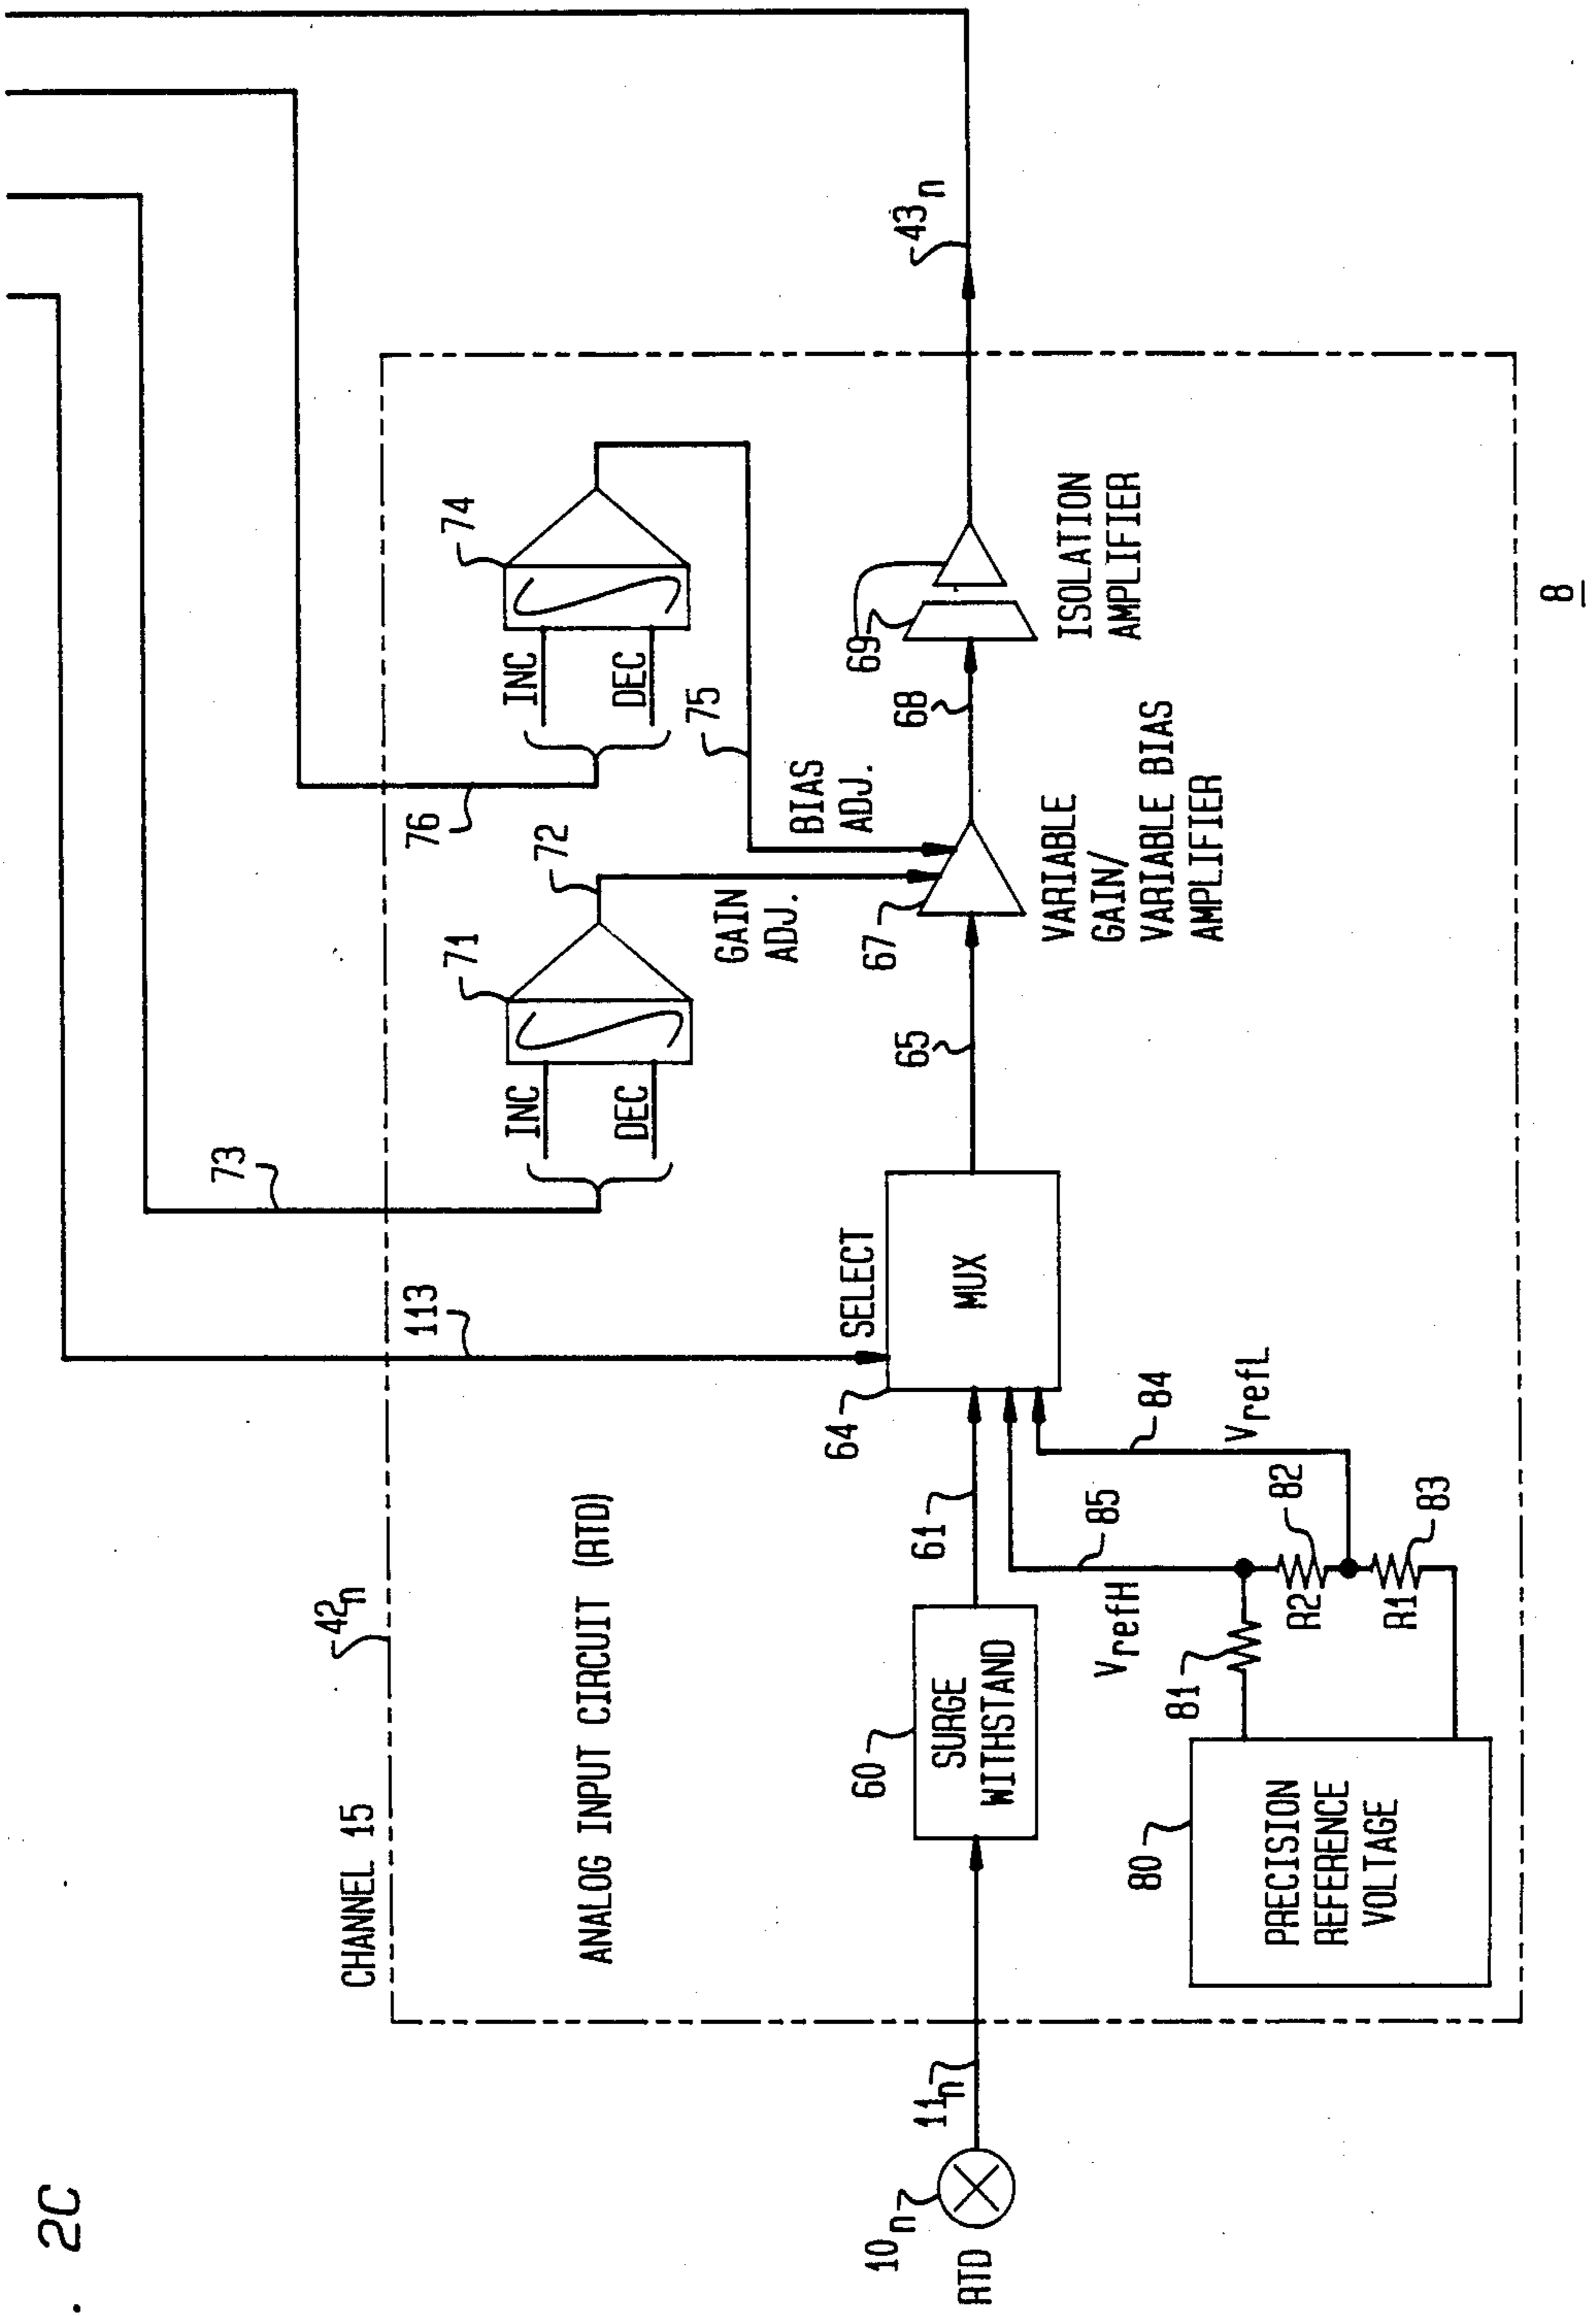 . 2C
CHANNEL 15
42n
ANALOG INPUT CIRCUIT (RTD)
113
73
76
INC
DEC
71
72
GAIN
ADJ.
INC
DEC
74
75
BIAS
ADJ.
RTD
10n
11n
60
SURGE
WITHSTAND
61
64
SELECT
MUX
65
67
VARIABLE
GAIN/
VARIABLE BIAS
AMPLIFIER
68
69
ISOLATION
AMPLIFIER
43n
80
PRECISION
REFERENCE
VOLTAGE
81
VrefH
85
R2
82
R1
83
84
VrefL
8